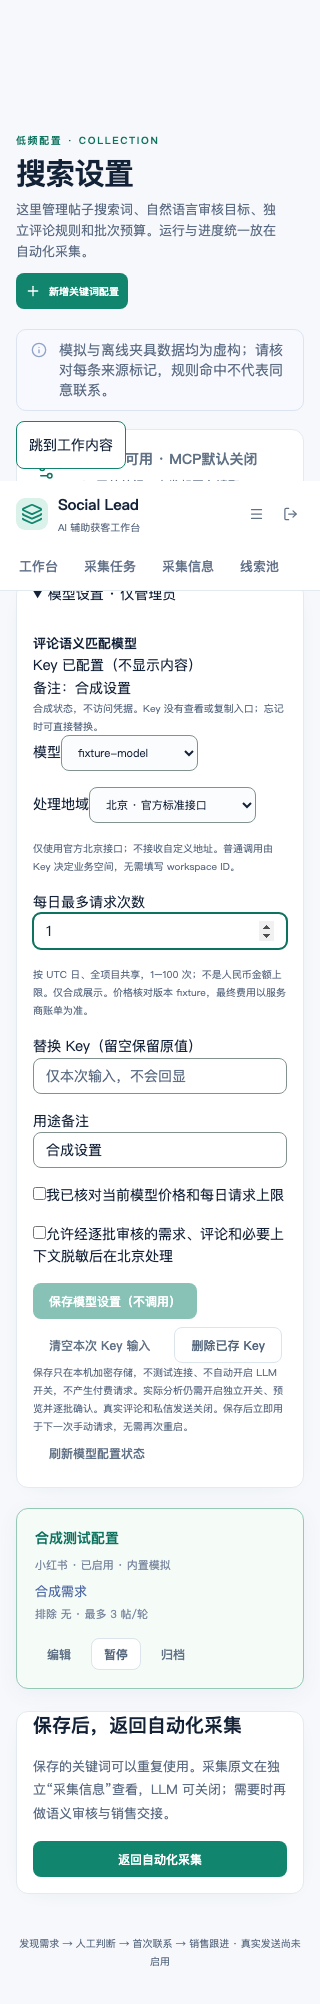 低频配置 · COLLECTION
搜索设置
这里管理帖子搜索词、自然语言审核目标、独
立评论规则和批次预算。运行与进度统一放在
自动化采集。
新增关键词配置
模拟与离线夹具数据均为虚构；请核
对每条来源标记，规则命中不代表同
意联系。
跳到工作内容
可用 · MCP默认关闭
Social Lead
AI 辅助获客工作台
工作台 采集任务 采集信息 线索池
模型设置 · 仅管理员
评论语义匹配模型
Key 已配置（不显示内容）
备注：合成设置
合成状态，不访问凭据。Key 没有查看或复制入口；忘记
时可直接替换。
模型 fixture-model
处理地域 北京 · 官方标准接口
仅使用官方北京接口；不接收自定义地址。普通调用由
Key 决定业务空间，无需填写 workspace ID。
每日最多请求次数
1
按 UTC 日、全项目共享，1—100 次；不是人民币金额上
限。仅合成展示。价格核对版本 fixture，最终费用以服务
商账单为准。
替换 Key（留空保留原值）
仅本次输入，不会回显
用途备注
合成设置
我已核对当前模型价格和每日请求上限
允许经逐批审核的需求、评论和必要上
下文脱敏后在北京处理
保存模型设置（不调用）
清空本次 Key 输入 删除已存 Key
保存只在本机加密存储，不测试连接、不自动开启 LLM
开关，不产生付费请求。实际分析仍需开启独立开关、预
览并逐批确认。真实评论和私信发送关闭。保存后立即用
于下一次手动请求，无需再次重启。
刷新模型配置状态
合成测试配置
小红书 · 已启用 · 内置模拟
合成需求
排除 无 · 最多 3 帖/轮
编辑 暂停 归档
保存后，返回自动化采集
保存的关键词可以重复使用。采集原文在独
立“采集信息”查看，LLM 可关闭；需要时再
做语义审核与销售交接。
返回自动化采集
发现需求 → 人工判断 → 首次联系 → 销售跟进 · 真实发送尚未
启用